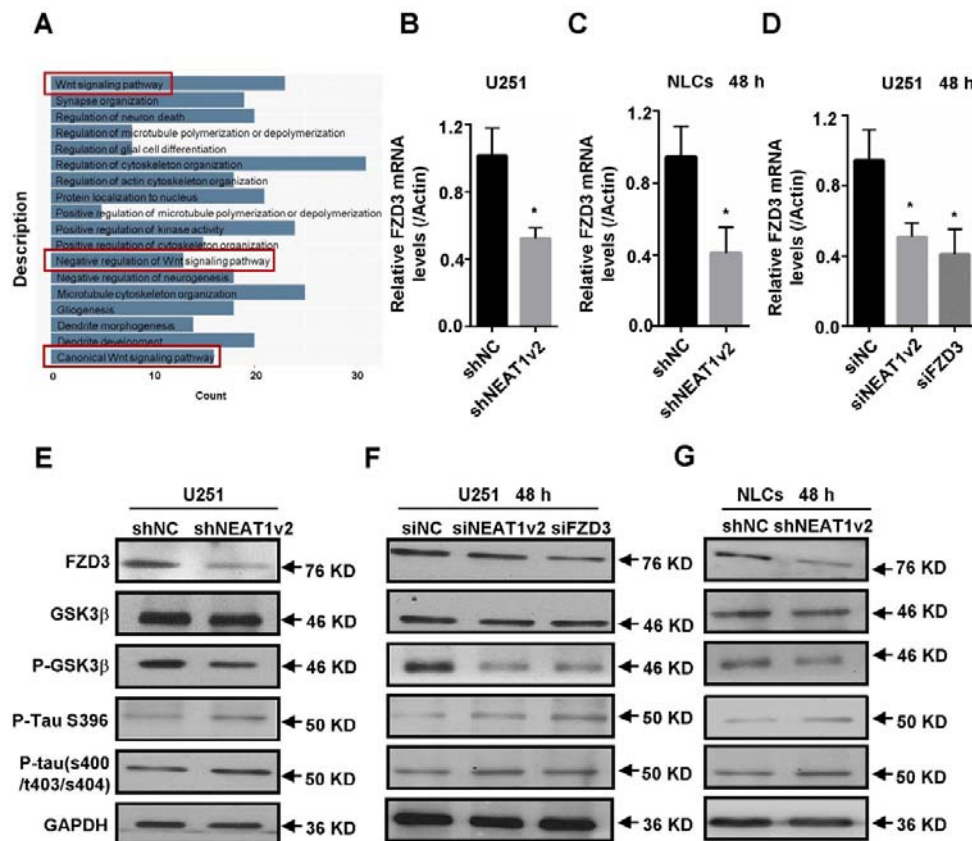 A
Wnt signaling pathway
Synapse organization
Regulation of neuron death
Regulation of microtubule polymerization or depolymerization
Regulation of glial cell differentiation
Regulation of cytoskeleton organization
Regulation of actin cytoskeleton organization
Protein localization to nucleus
Positive regulation of microtubule polymerization or depolymerization
Positive regulation of kinase activity
Positive regulation of cytoskeleton organization
Negative regulation of Wnt signaling pathway
Negative regulation of neurogenesis
Microtubule cytoskeleton organization
Gliogenesis
Dendrite morphogenesis
Dendrite development
Canonical Wnt signaling pathway
Description
0 10 20 30
Count
B
U251
Relative FZD3 mRNA
levels (/Actin)
1.2
0.8
0.4
0.0
*
shNC
shNEAT1v2
C
NLCs 48 h
Relative FZD3 mRNA
levels (/Actin)
1.2
0.8
0.4
0.0
*
shNC
shNEAT1v2
D
U251 48 h
Relative FZD3 mRNA
levels (/Actin)
1.2
0.8
0.4
0.0
*
*
siNC
siNEAT1v2
siFZD3
E
U251
shNC shNEAT1v2
FZD3 76 KD
GSK3β 46 KD
P-GSK3β 46 KD
P-Tau S396 50 KD
P-tau(s400
/t403/s404) 50 KD
GAPDH 36 KD
F
U251 48 h
siNC siNEAT1v2 siFZD3
76 KD
46 KD
46 KD
50 KD
50 KD
36 KD
G
NLCs 48 h
shNC shNEAT1v2
76 KD
46 KD
46 KD
50 KD
50 KD
36 KD